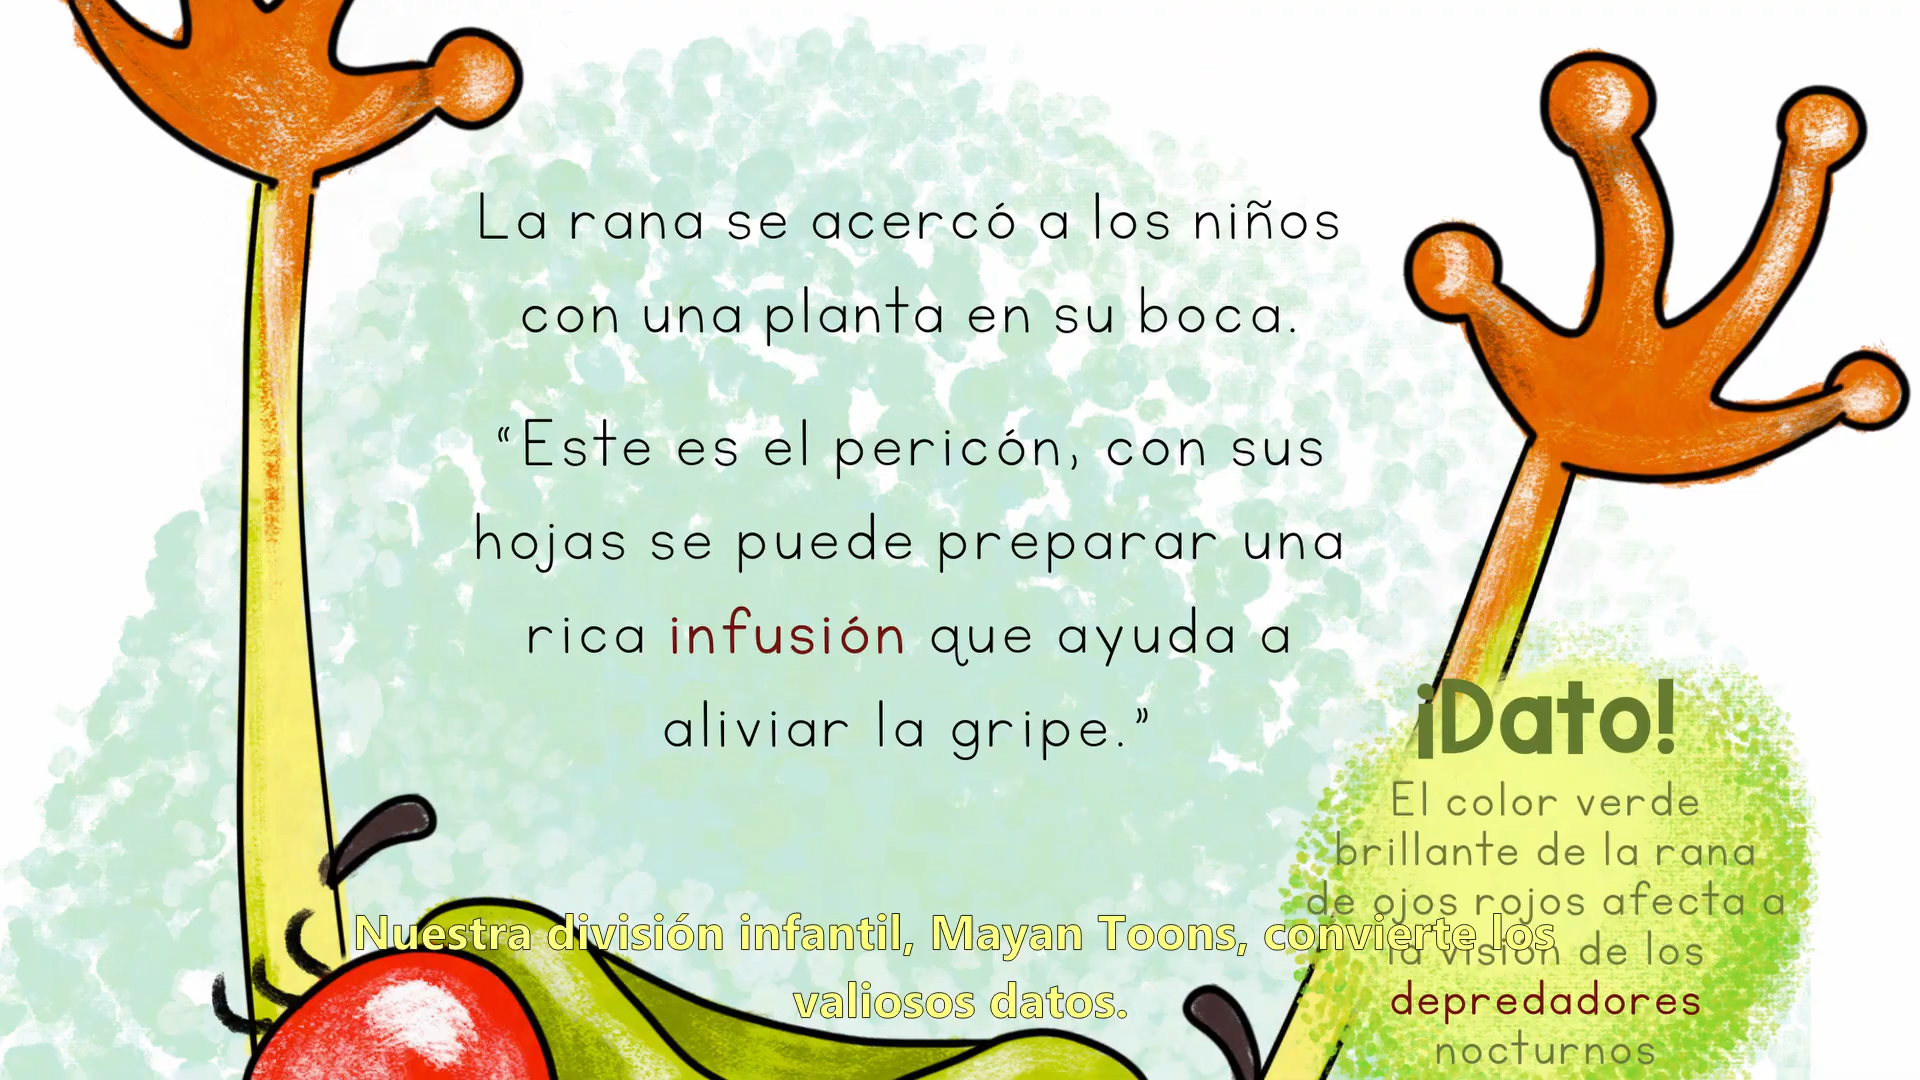 La rana se acercó a los niños
con una planta en su boca.
“Este es el pericón, con sus
hojas se puede preparar una
rica infusión que ayuda a
aliviar la gripe.”
¡Dato!
El color verde
brillante de la rana
de ojos rojos afecta a
la visión de los
depredadores
nocturnos
Nuestra división infantil, Mayan Toons, convierte los
valiosos datos.